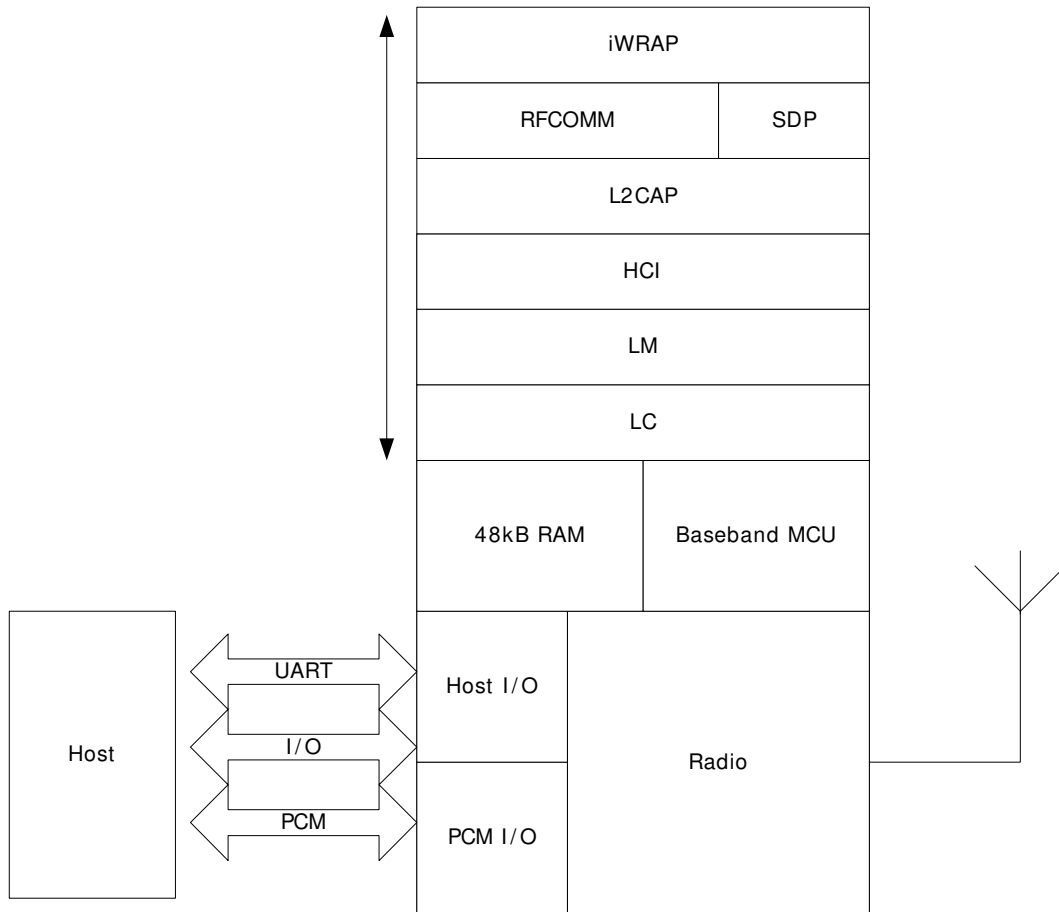 iWRAP
RFCOMM
SDP
L2CAP
HCI
LM
LC
48kB RAM
Baseband MCU
UART
Host I/O
Host
I/O
Radio
PCM
PCM I/O